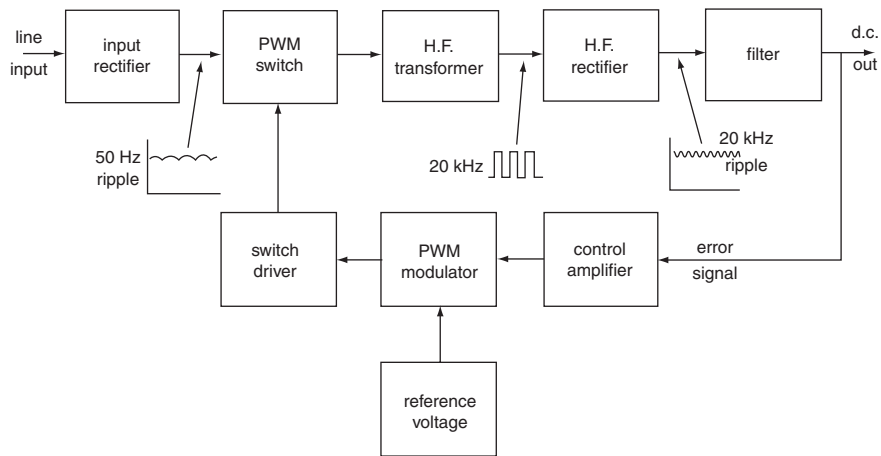 line
input
input
rectifier
PWM
switch
H.F.
transformer
H.F.
rectifier
filter
d.c.
out
50 Hz
ripple
20 kHz
20 kHz
ripple
switch
driver
PWM
modulator
control
amplifier
error
signal
reference
voltage